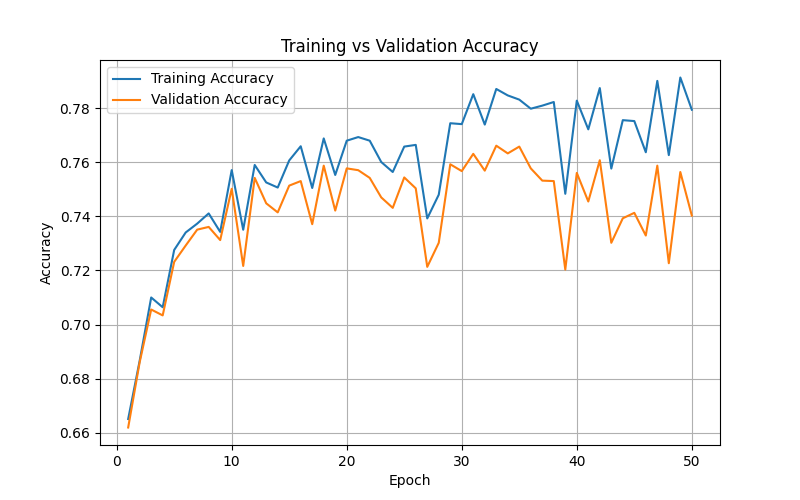 Training vs Validation Accuracy
Training Accuracy
Validation Accuracy
0.78
0.76
0.74
0.72
0.70
0.68
0.66
Accuracy
0 10 20 30 40 50
Epoch